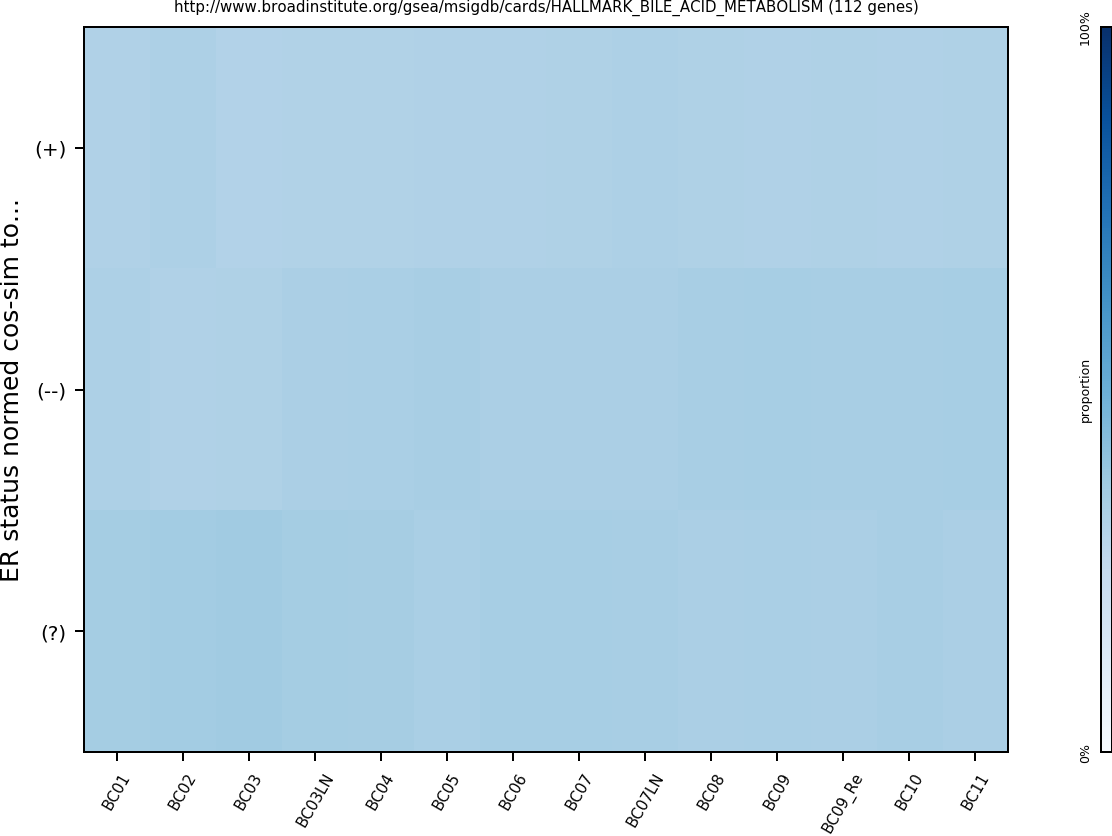 http://www.broadinstitute.org/gsea/msigdb/cards/HALLMARK_BILE_ACID_METABOLISM (112 genes)
ER status normed cos-sim to...
(+)
(--)
(?)
BC01
BC02
BC03
BC03LN
BC04
BC05
BC06
BC07
BC07LN
BC08
BC09
BC09_Re
BC10
BC11
100%
proportion
0%